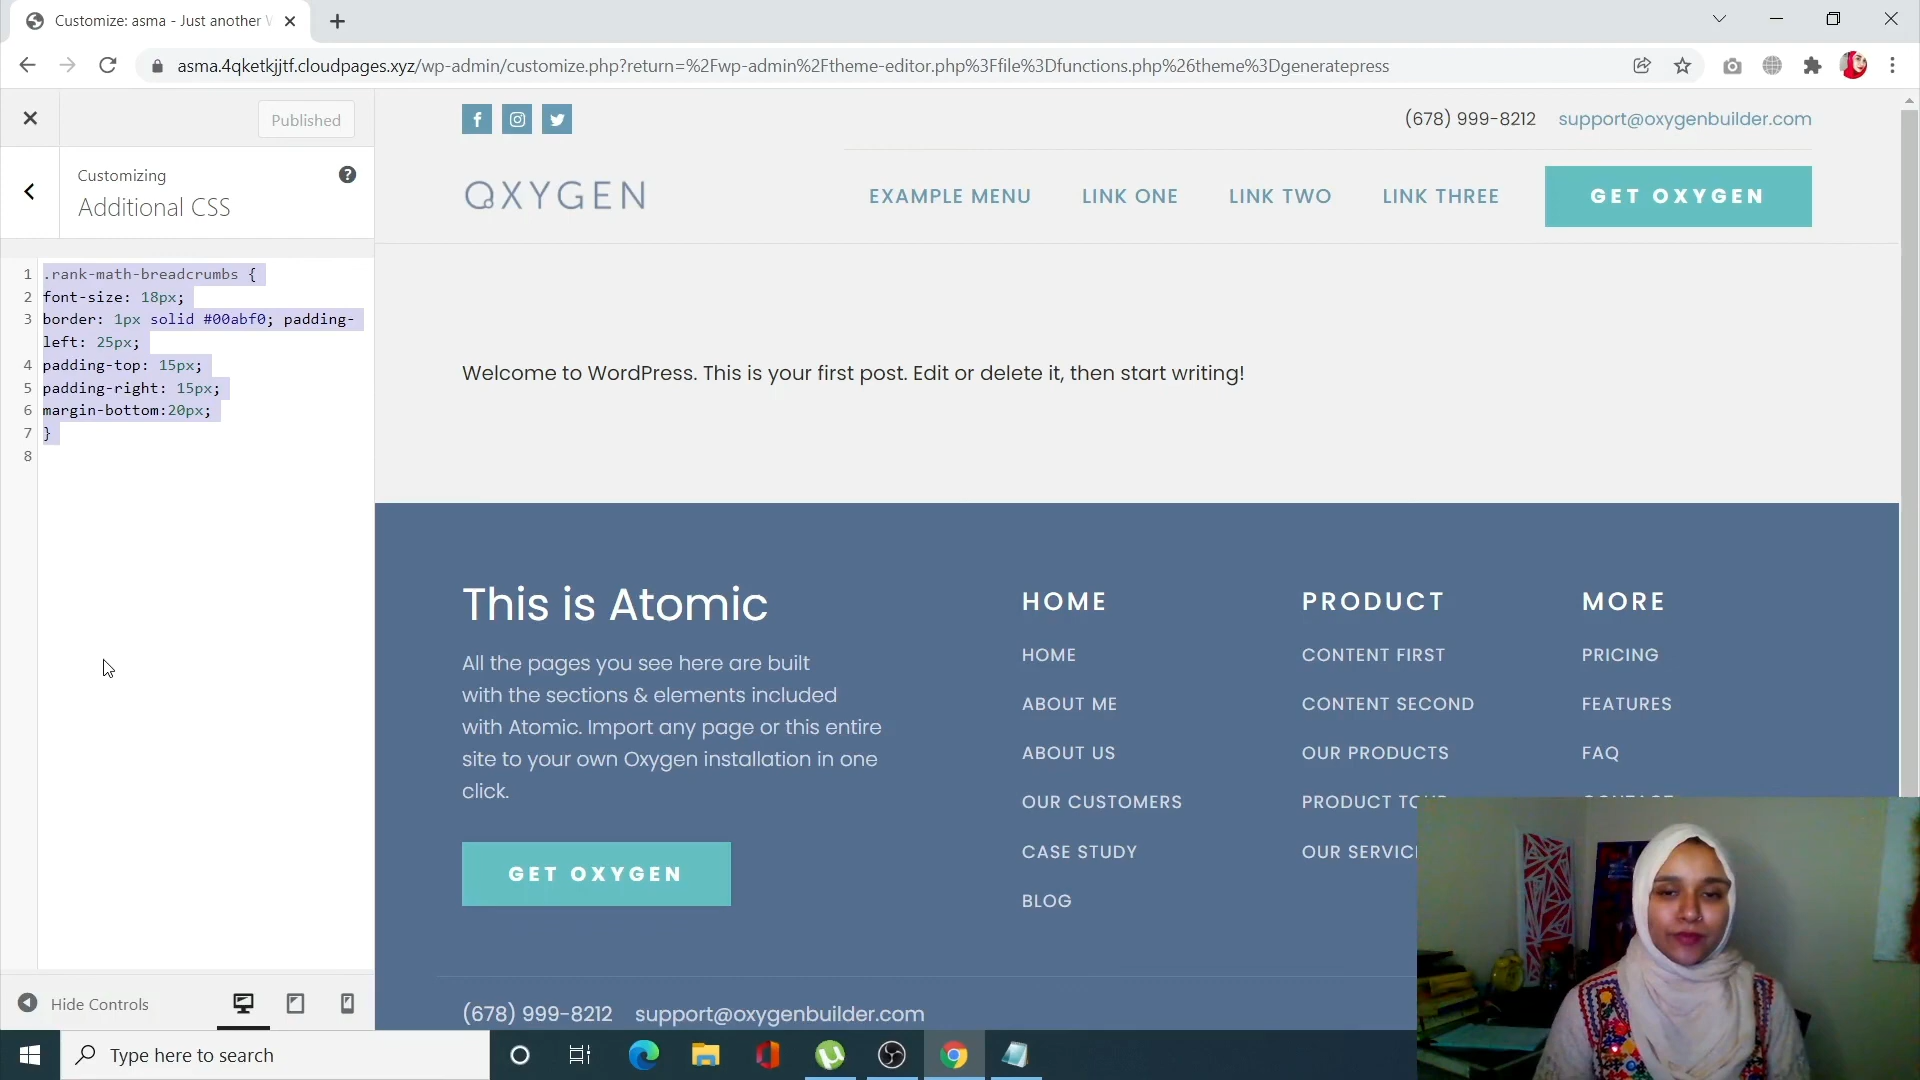 Customize: asma - Just another
asma.4qketkjjtf.cloudpages.xyz/wp-admin/customize.php?return=%2Fwp-admin%2Ftheme-editor.php%3Ffile%3Dfunctions.php%26theme%3Dgeneratepress
Published
Customizing
Additional CSS
1 .rank-math-breadcrumbs {
2 font-size: 18px;
3 border: 1px solid #00abf0; padding-
left: 25px;
4 padding-top: 15px;
5 padding-right: 15px;
6 margin-bottom:20px;
7 }
8
Hide Controls
(678) 999-8212 support@oxygenbuilder.com
OXYGEN
EXAMPLE MENU LINK ONE LINK TWO LINK THREE GET OXYGEN
Welcome to WordPress. This is your first post. Edit or delete it, then start writing!
This is Atomic
All the pages you see here are built
with the sections & elements included
with Atomic. Import any page or this entire
site to your own Oxygen installation in one
click.
GET OXYGEN
HOME
HOME
ABOUT ME
ABOUT US
OUR CUSTOMERS
CASE STUDY
BLOG
PRODUCT
CONTENT FIRST
CONTENT SECOND
OUR PRODUCTS
PRODUCT
OUR
MORE
PRICING
FEATURES
FAQ
(678) 999-8212 support@oxygenbuilder.com
Type here to search